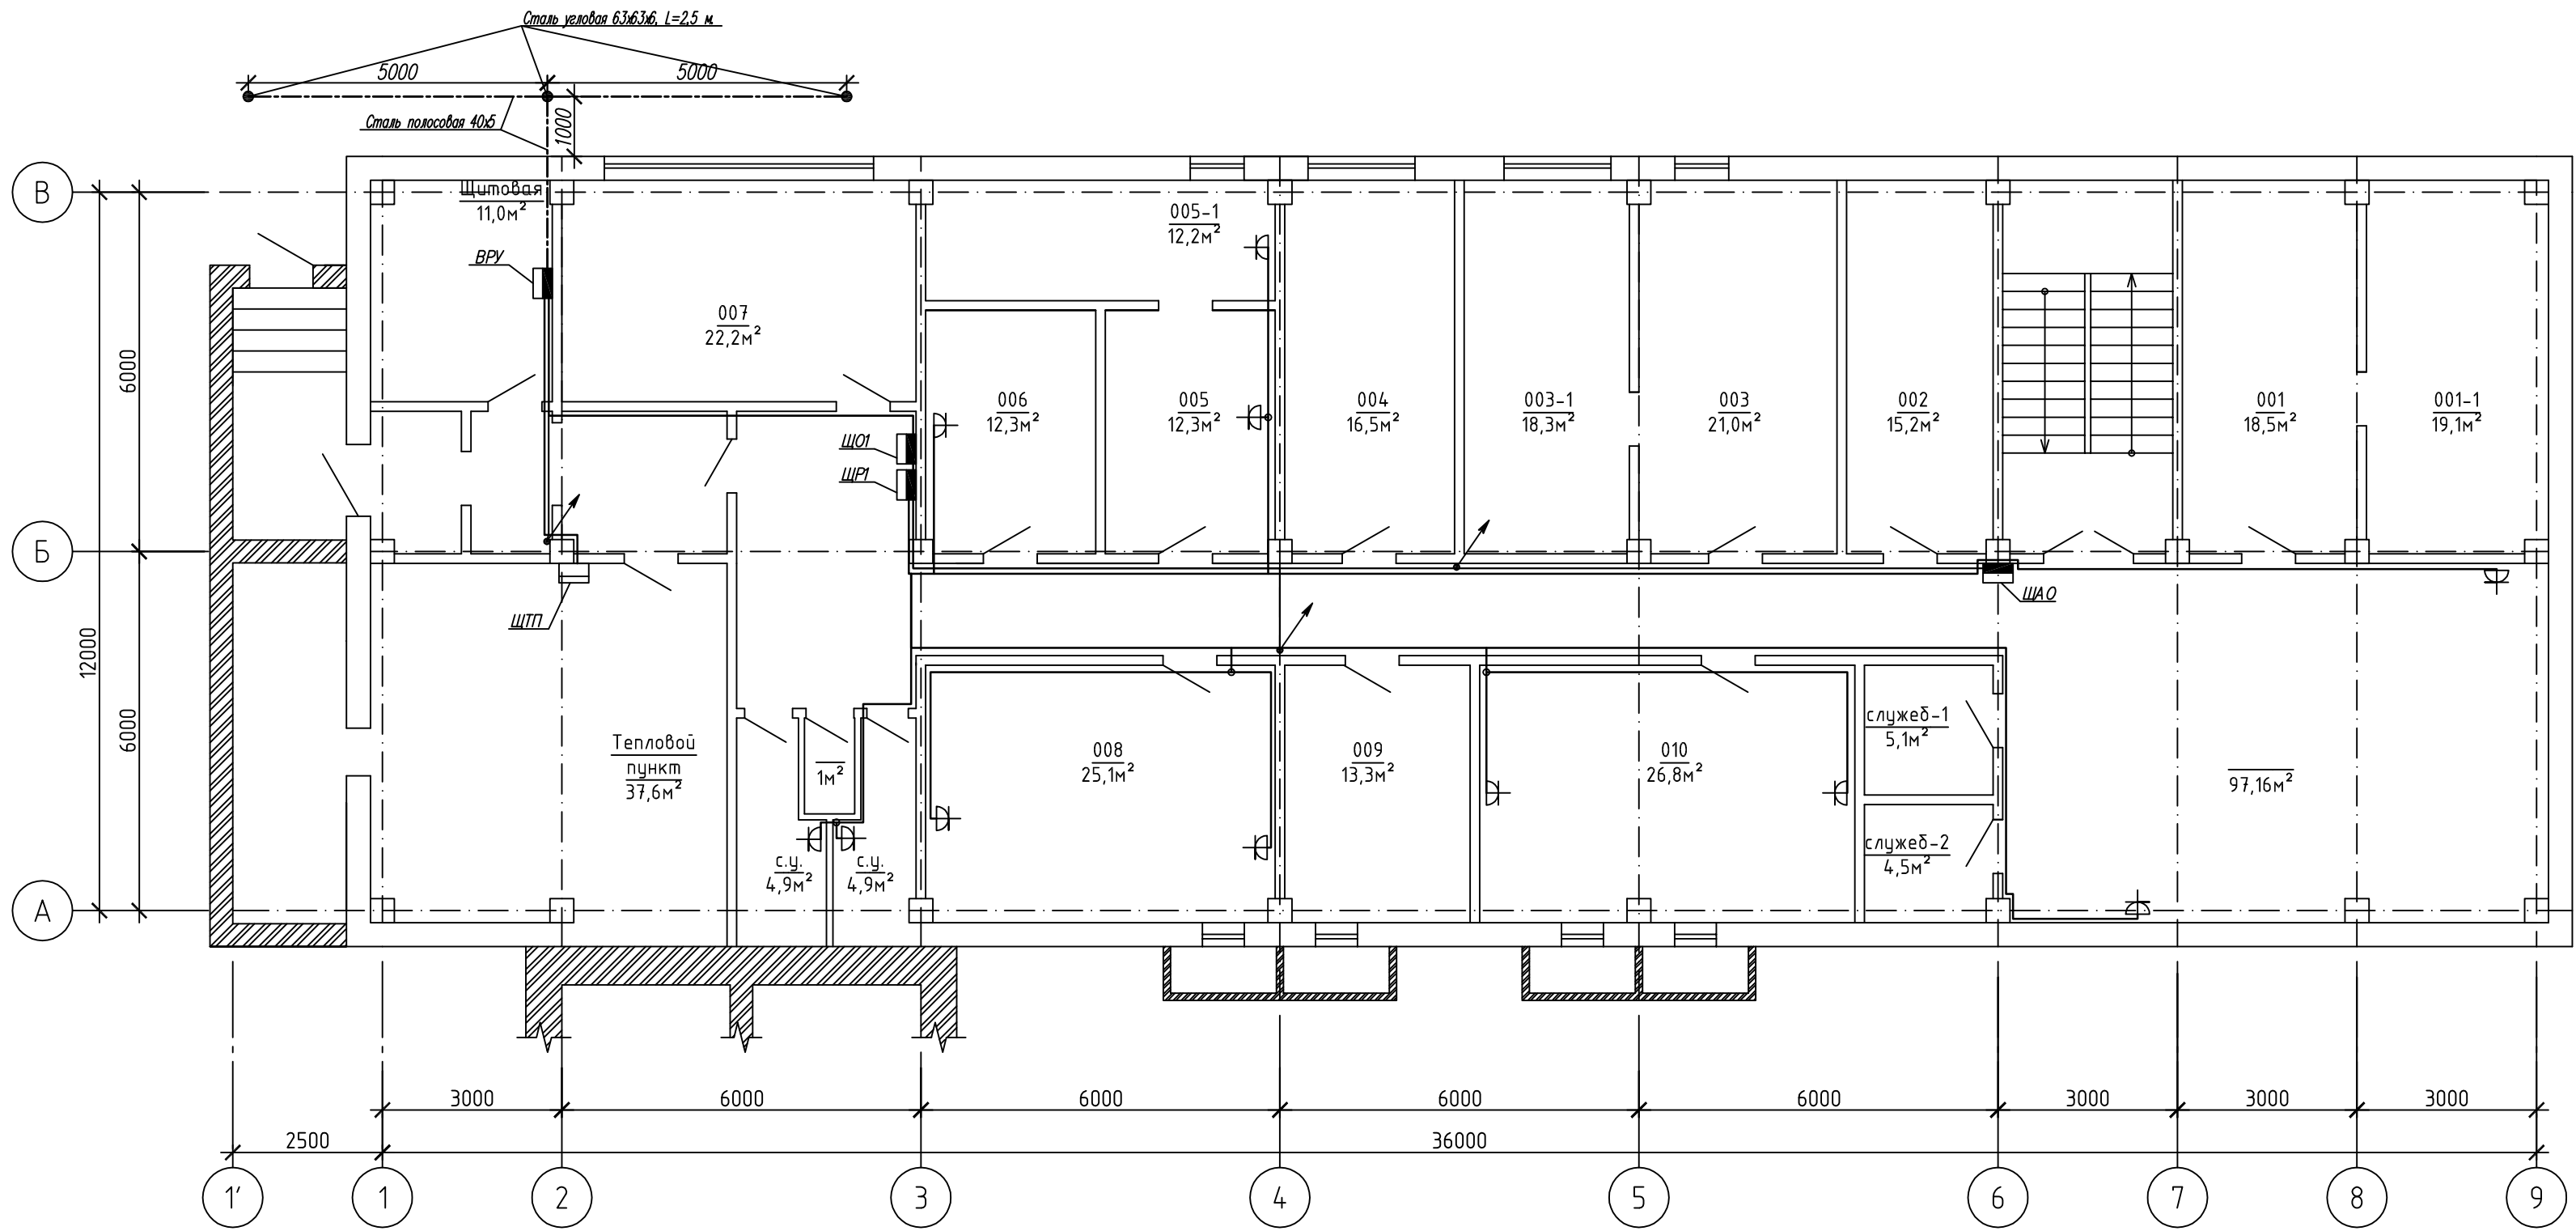 Сталь угловая 63х63х6, L=2,5 м.
5000
5000
Сталь полосовая 40х5
1000
В
Щитовая
11,0м²
ВРУ
005-1
12,2м²
007
22,2м²
6000
006
12,3м²
005
12,3м²
004
16,5м²
003-1
18,3м²
003
21,0м²
002
15,2м²
001
18,5м²
001-1
19,1м²
ЩО1
ЩР1
Б
ЩТП
ЩАО
12000
6000
Тепловой
пункт
37,6м²
1м²
008
25,1м²
009
13,3м²
010
26,8м²
служеб-1
5,1м²
97,16м²
служеб-2
4,5м²
с.у.
4,9м²
с.у.
4,9м²
А
3000
6000
6000
6000
6000
3000
3000
3000
2500
36000
1'
1
2
3
4
5
6
7
8
9